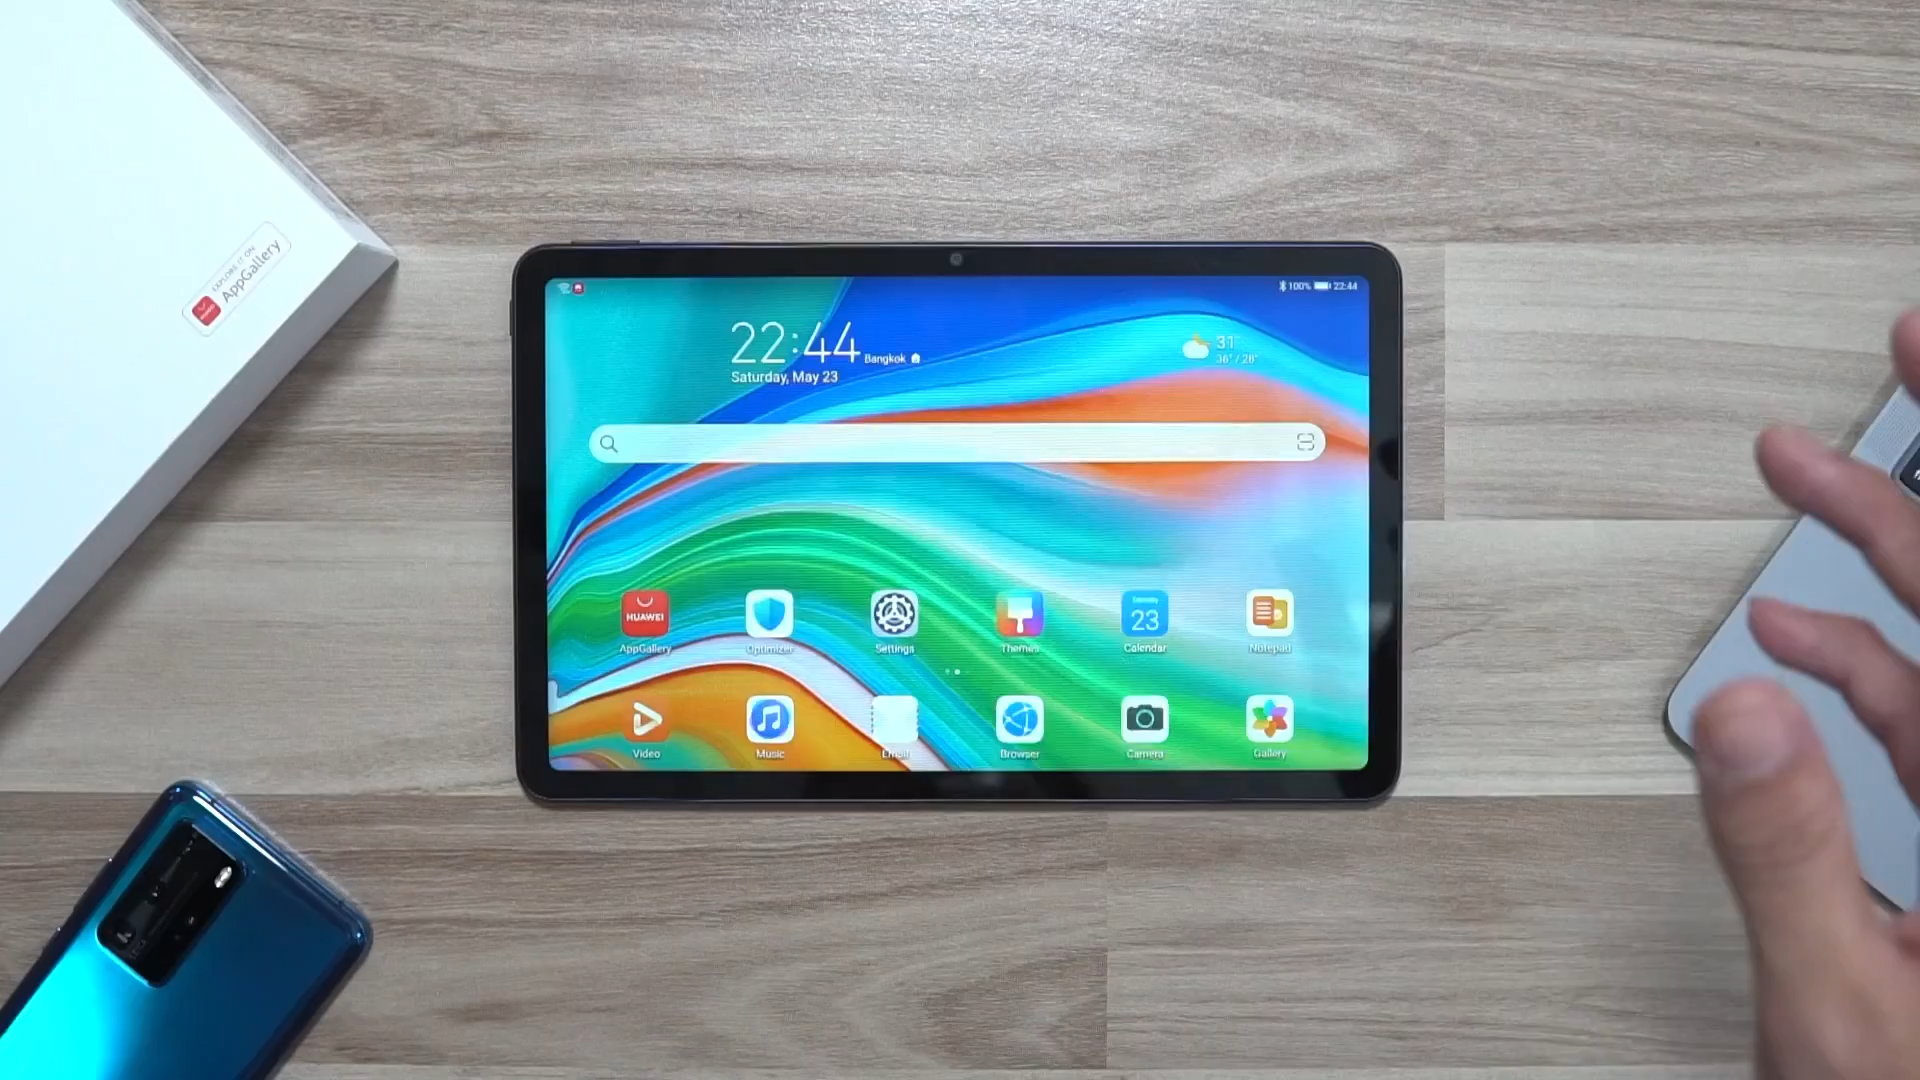 EXPLORE IT ON
AppGallery
100% 22:44
22:44 Bangkok
Saturday, May 23
31
36° / 28°
HUAWEI
AppGallery
Optimizer
Settings
Themes
Saturday
23
Calendar
Notepad
Video
Music
Email
Browser
Camera
Gallery